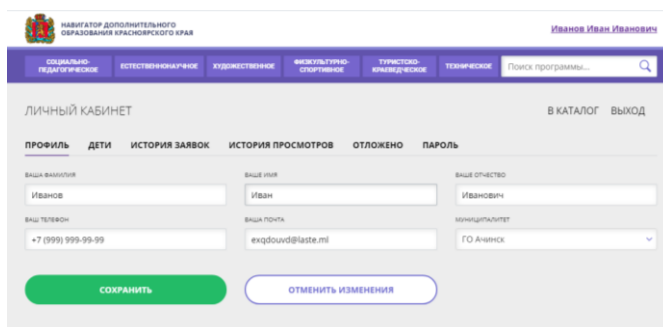 НАВИГАТОР ДОПОЛНИТЕЛЬНОГО
ОБРАЗОВАНИЯ КРАСНОЯРСКОГО КРАЯ
Иванов Иван Иванович
СОЦИАЛЬНО-
ПЕДАГОГИЧЕСКОЕ
ЕСТЕСТВЕННОНАУЧНОЕ
ХУДОЖЕСТВЕННОЕ
ФИЗКУЛЬТУРНО-
СПОРТИВНОЕ
ТУРИСТСКО-
КРАЕВЕДЧЕСКОЕ
ТЕХНИЧЕСКОЕ
Поиск программы...
ЛИЧНЫЙ КАБИНЕТ
В КАТАЛОГ ВЫХОД
ПРОФИЛЬ ДЕТИ ИСТОРИЯ ЗАЯВОК ИСТОРИЯ ПРОСМОТРОВ ОТЛОЖЕНО ПАРОЛЬ
ВАША ФАМИЛИЯ ВАШЕ ИМЯ ВАШЕ ОТЧЕСТВО
Иванов Иван Иванович
ВАШ ТЕЛЕФОН ВАША ПОЧТА МУНИЦИПАЛИТЕТ
+7 (999) 999-99-99 exqdouvd@laste.ml ГО Ачинск
СОХРАНИТЬ ОТМЕНИТЬ ИЗМЕНЕНИЯ